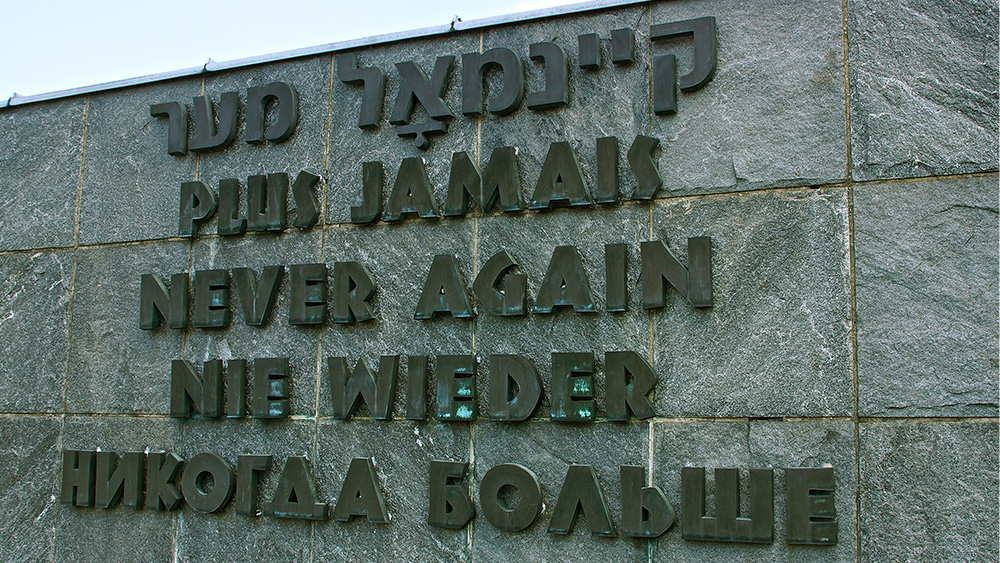 קיינמאָל מער
PLUS JAMAIS
NEVER AGAIN
NIE WIEDER
НИКОГДА БОЛЬШЕ